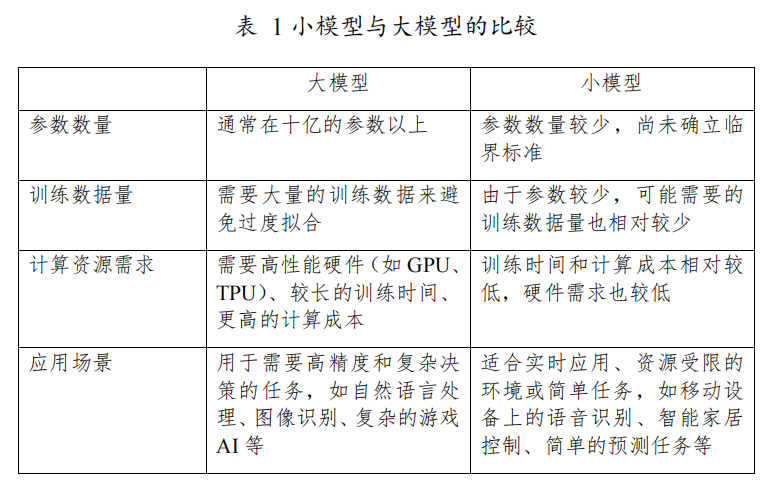 表 1 小模型与大模型的比较
大模型
小模型
参数数量
通常在十亿的参数以上
参数数量较少，尚未确立临
界标准
训练数据量
需要大量的训练数据来避
免过度拟合
由于参数较少，可能需要的
训练数据量也相对较少
计算资源需求
需要高性能硬件（如 GPU、
TPU）、较长的训练时间、
更高的计算成本
训练时间和计算成本相对较
低，硬件需求也较低
应用场景
用于需要高精度和复杂决
策的任务，如自然语言处
理、图像识别、复杂的游戏
AI 等
适合实时应用、资源受限的
环境或简单任务，如移动设
备上的语音识别、智能家居
控制、简单的预测任务等